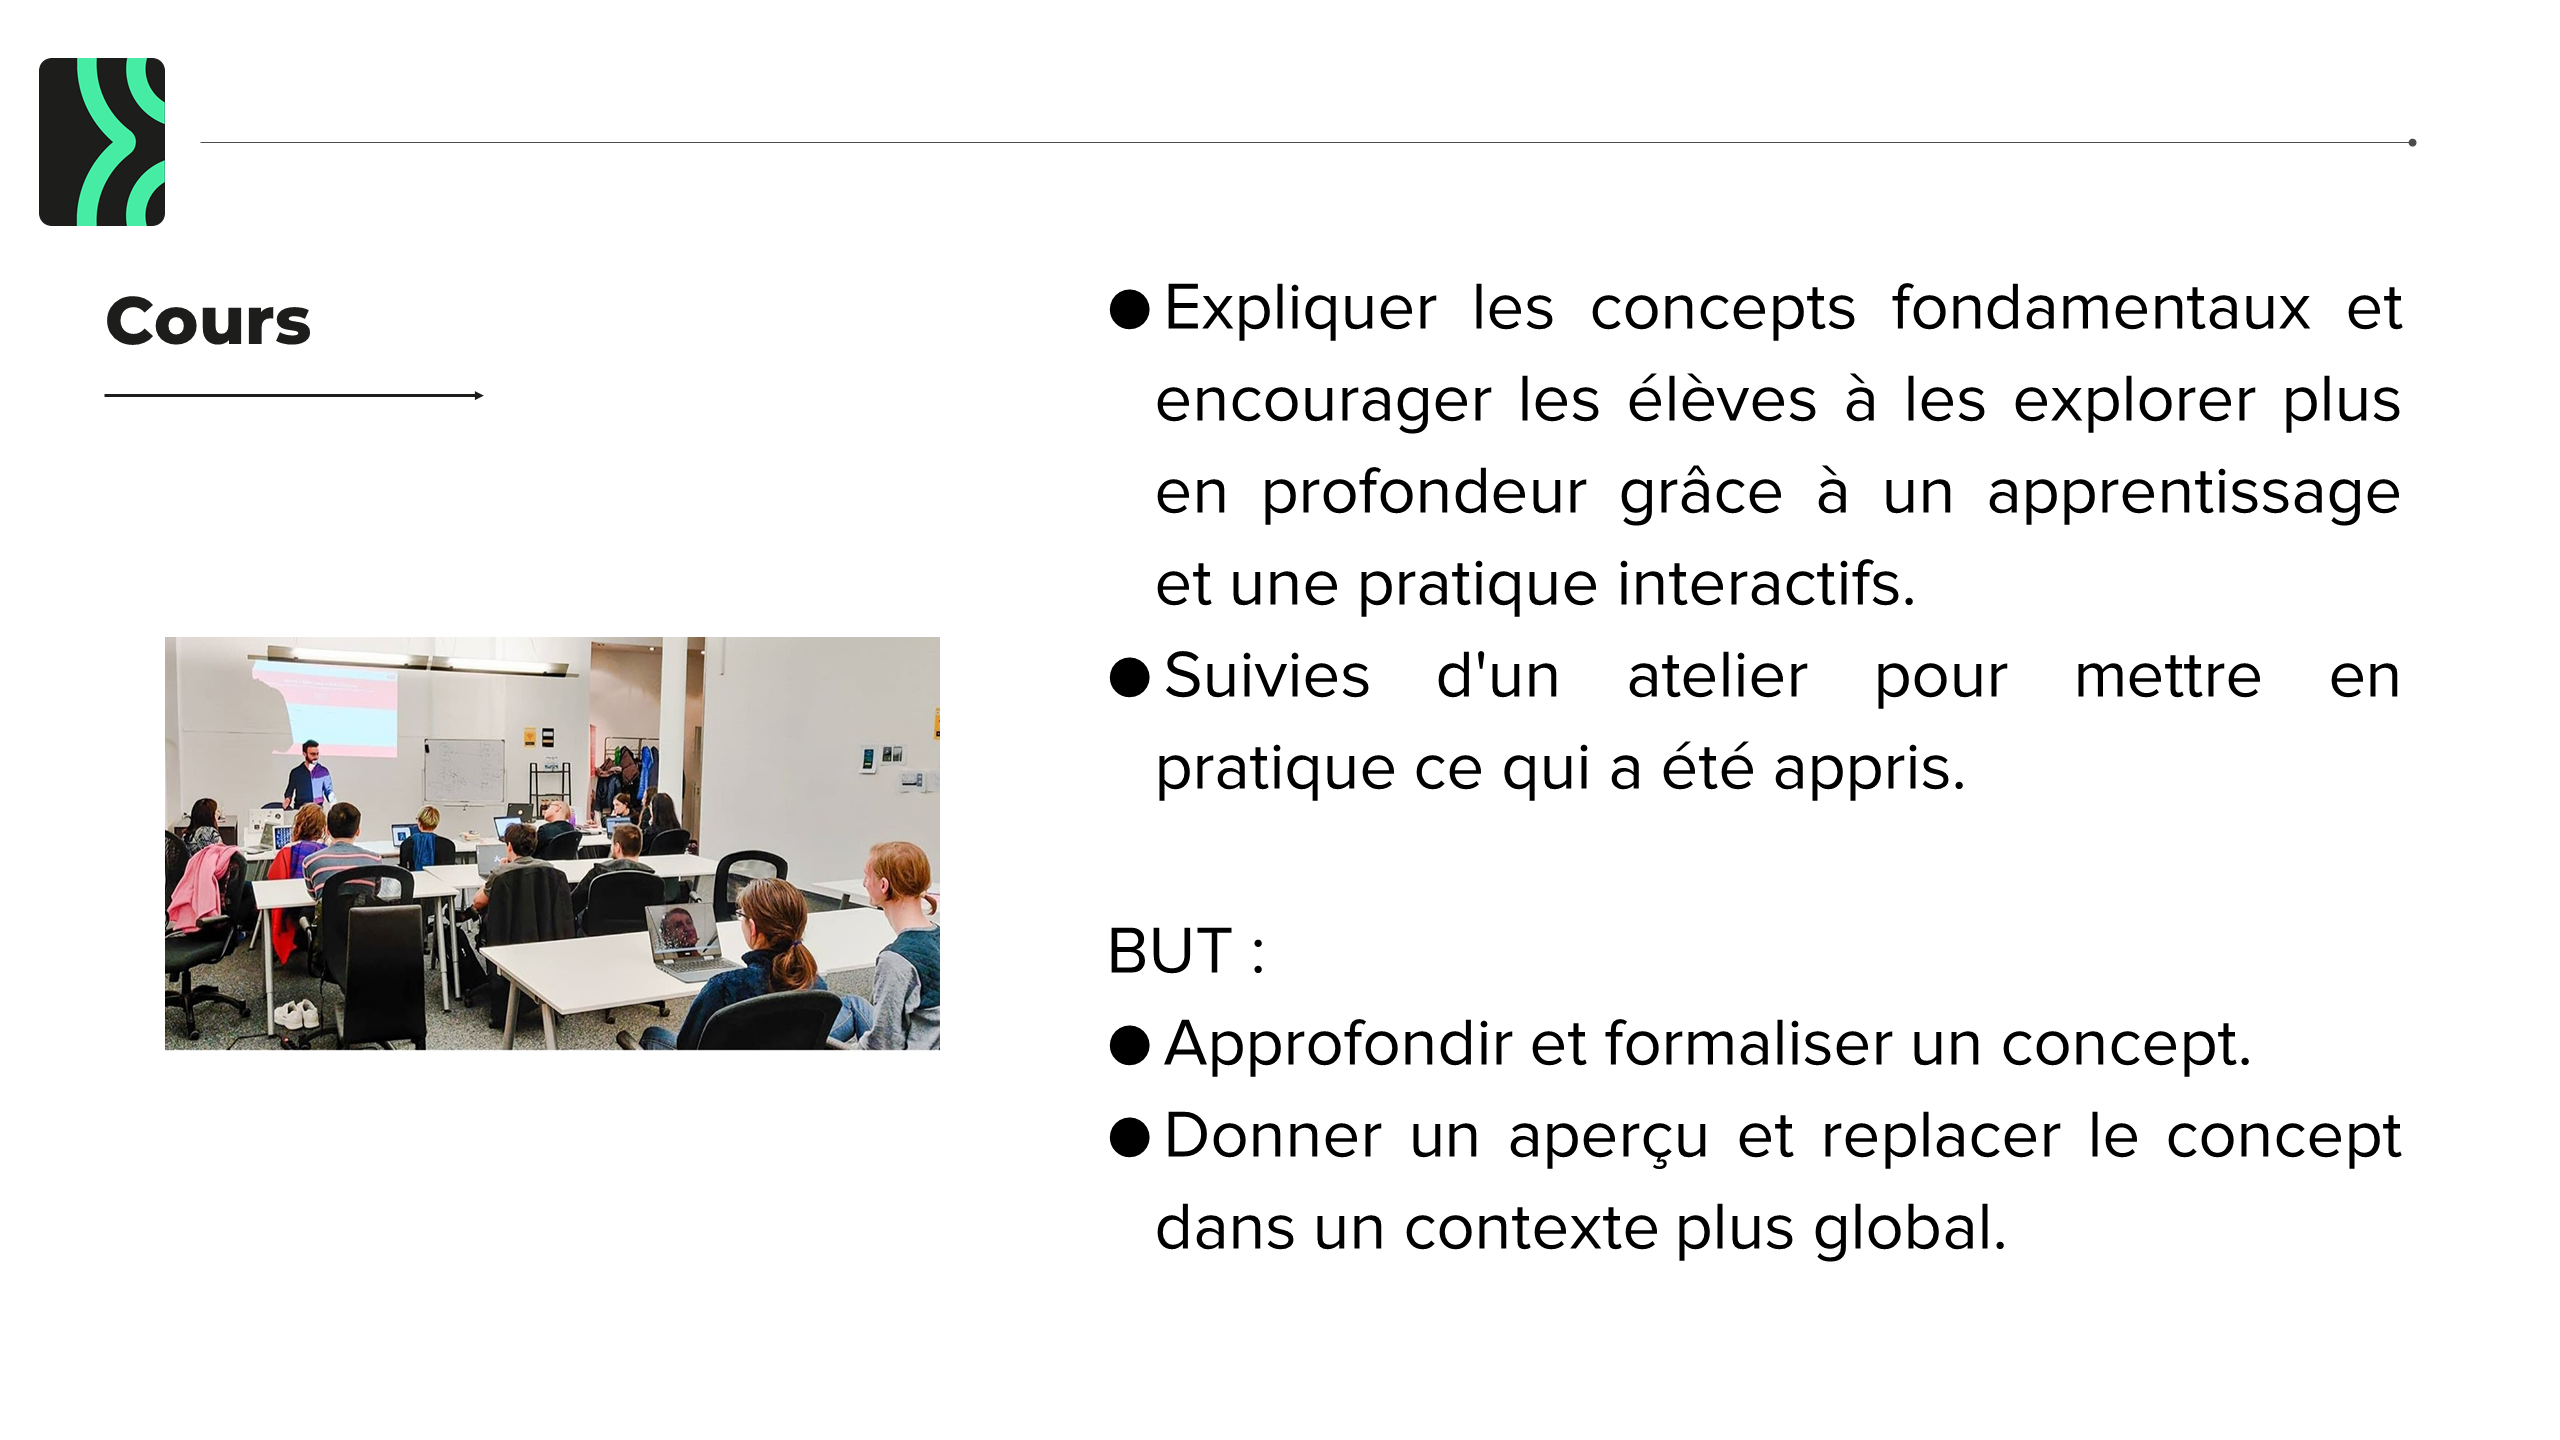 Cours
● Expliquer les concepts fondamentaux et
encourager les élèves à les explorer plus
en profondeur grâce à un apprentissage
et une pratique interactifs.
● Suivies d'un atelier pour mettre en
pratique ce qui a été appris.
BUT :
● Approfondir et formaliser un concept.
● Donner un aperçu et replacer le concept
dans un contexte plus global.